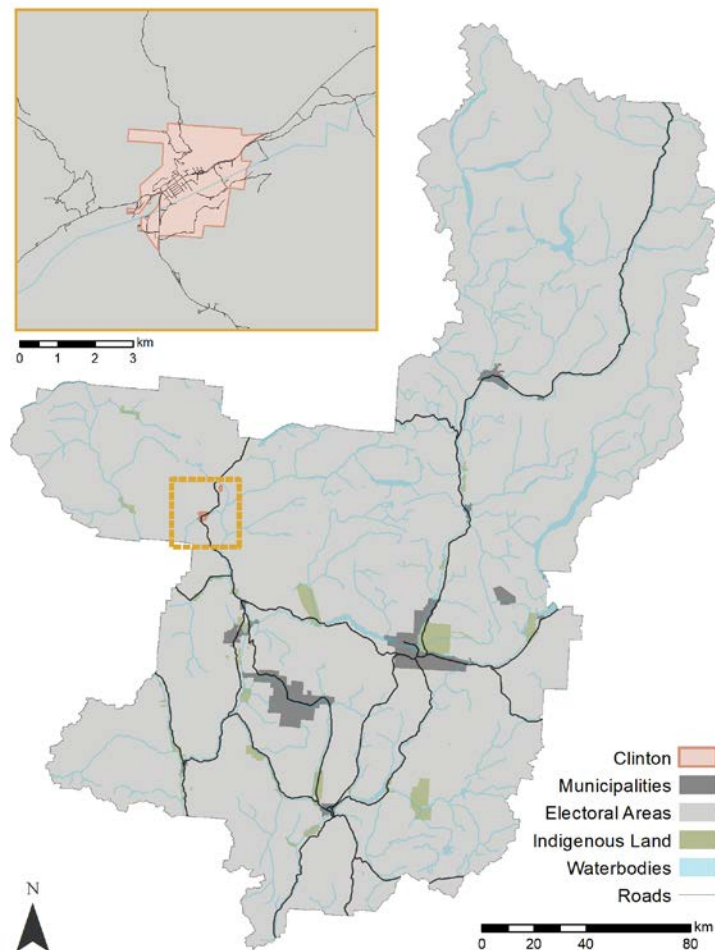 km
0 1 2 3
Clinton
Municipalities
Electoral Areas
Indigenous Land
Waterbodies
Roads
N
km
0 20 40 80